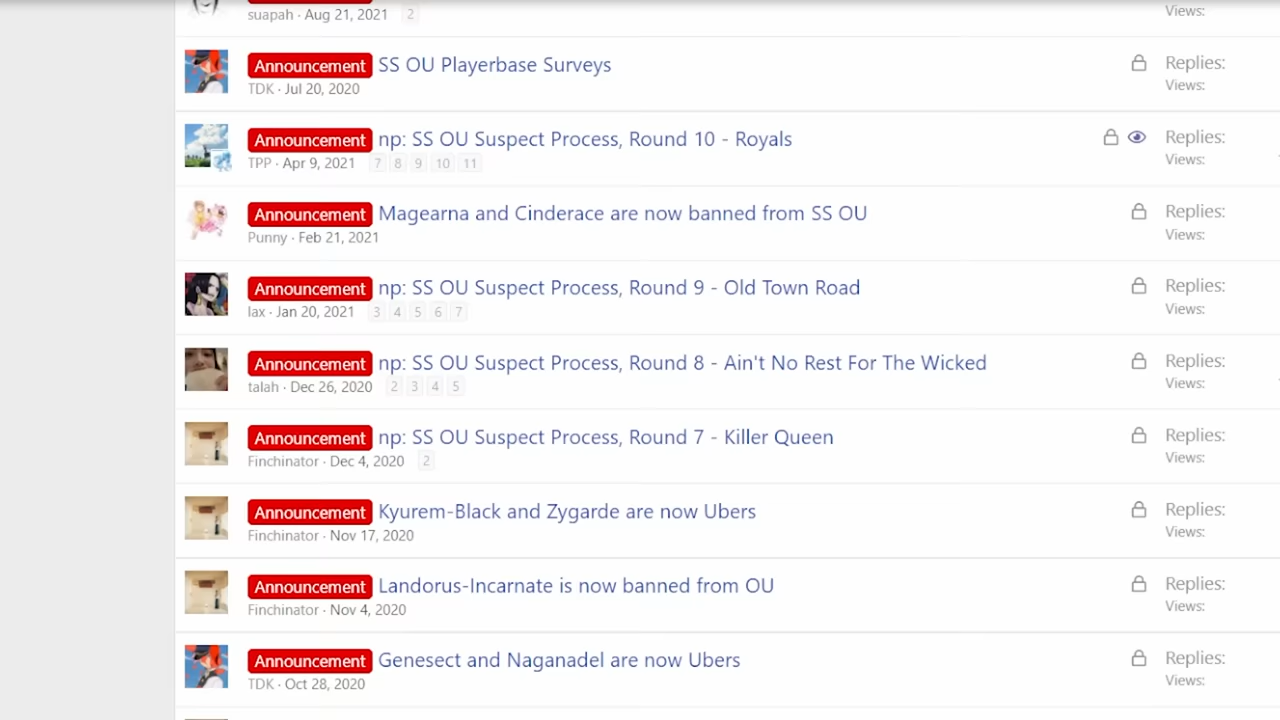 suapah · Aug 21, 2021 2
Views:
Announcement SS OU Playerbase Surveys
TDK · Jul 20, 2020
Replies:
Views:
Announcement np: SS OU Suspect Process, Round 10 - Royals
TPP · Apr 9, 2021 7 8 9 10 11
Replies:
Views:
Announcement Magearna and Cinderace are now banned from SS OU
Punny · Feb 21, 2021
Replies:
Views:
Announcement np: SS OU Suspect Process, Round 9 - Old Town Road
lax · Jan 20, 2021 3 4 5 6 7
Replies:
Views:
Announcement np: SS OU Suspect Process, Round 8 - Ain't No Rest For The Wicked
talah · Dec 26, 2020 2 3 4 5
Replies:
Views:
Announcement np: SS OU Suspect Process, Round 7 - Killer Queen
Finchinator · Dec 4, 2020 2
Replies:
Views:
Announcement Kyurem-Black and Zygarde are now Ubers
Finchinator · Nov 17, 2020
Replies:
Views:
Announcement Landorus-Incarnate is now banned from OU
Finchinator · Nov 4, 2020
Replies:
Views:
Announcement Genesect and Naganadel are now Ubers
TDK · Oct 28, 2020
Replies:
Views: